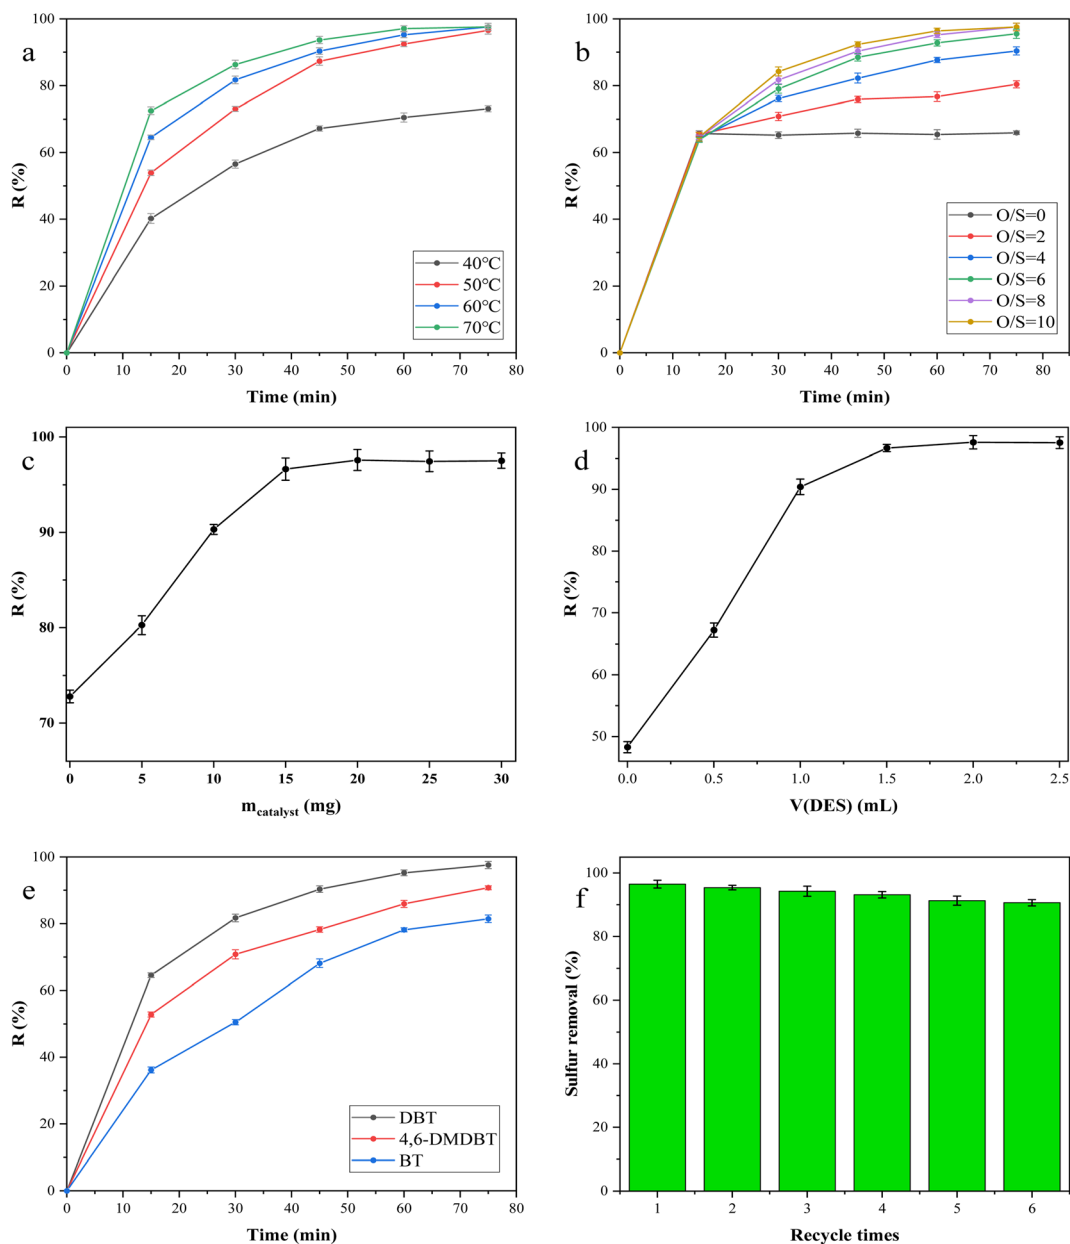 a
R (%)
100
80
60
40
20
0
40℃
50℃
60℃
70℃
0 10 20 30 40 50 60 70 80
Time (min)
b
R (%)
100
80
60
40
20
0
O/S=0
O/S=2
O/S=4
O/S=6
O/S=8
O/S=10
0 10 20 30 40 50 60 70 80
Time (min)
c
R (%)
100
90
80
70
0 5 10 15 20 25 30
mcatalyst (mg)
d
R (%)
100
90
80
70
60
50
0.0 0.5 1.0 1.5 2.0 2.5
V(DES) (mL)
e
R (%)
100
80
60
40
20
0
DBT
4,6-DMDBT
BT
0 10 20 30 40 50 60 70 80
Time (min)
f
Sulfur removal (%)
100
80
60
40
20
0
1 2 3 4 5 6
Recycle times